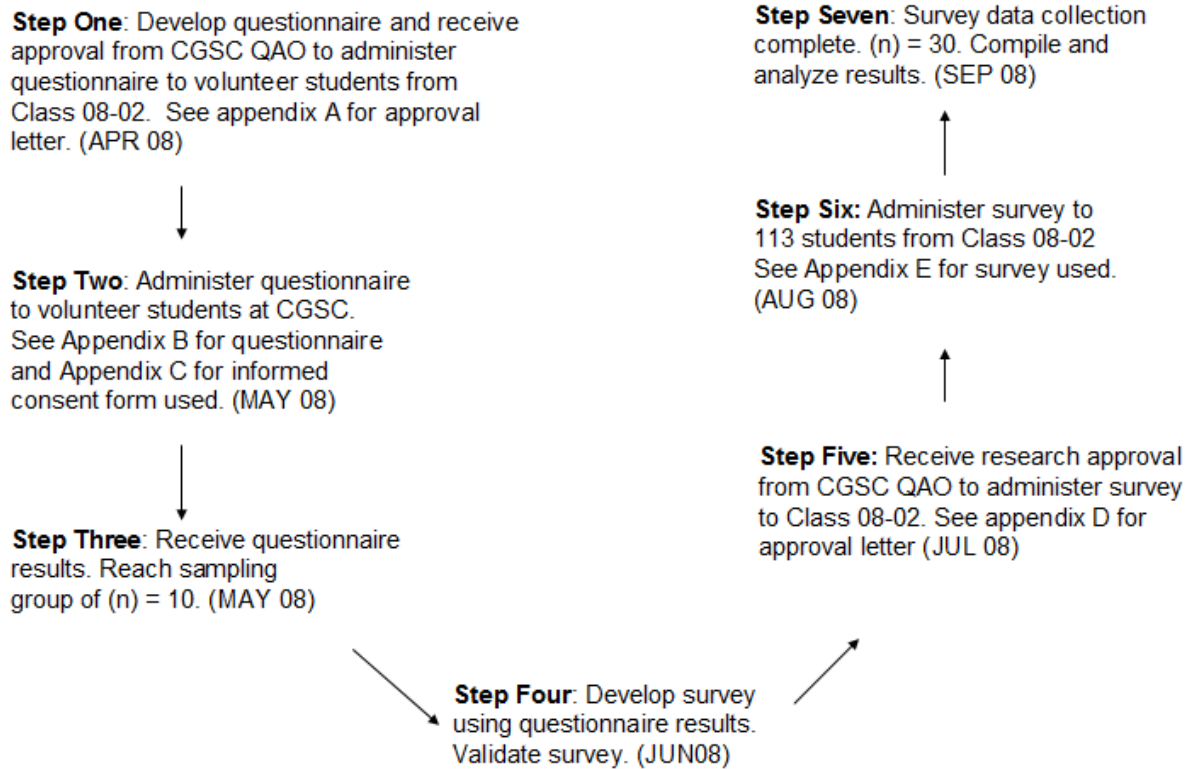 Step One: Develop questionnaire and receive
approval from CGSC QAO to administer
questionnaire to volunteer students from
Class 08-02.  See appendix A for approval
letter. (APR 08)
Step Two: Administer questionnaire
to volunteer students at CGSC.
See Appendix B for questionnaire
and Appendix C for informed
consent form used. (MAY 08)
Step Three: Receive questionnaire
results. Reach sampling
group of (n) = 10. (MAY 08)
Step Four: Develop survey
using questionnaire results.
Validate survey. (JUN08)
Step Five: Receive research approval
from CGSC QAO to administer survey
to Class 08-02. See appendix D for
approval letter (JUL 08)
Step Six: Administer survey to
113 students from Class 08-02
See Appendix E for survey used.
(AUG 08)
Step Seven: Survey data collection
complete. (n) = 30. Compile and
analyze results. (SEP 08)